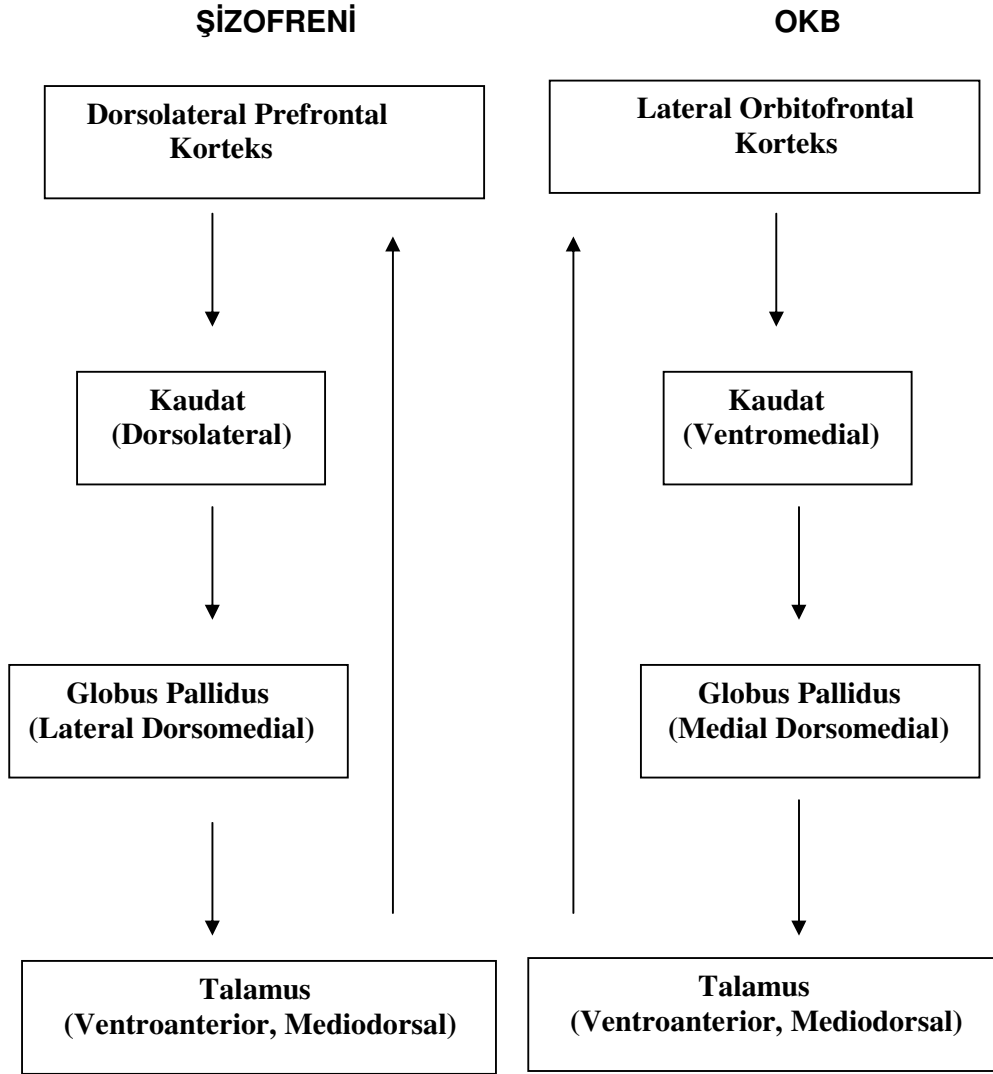 ŞİZOFRENİ
Dorsolateral Prefrontal
Korteks
Kaudat
(Dorsolateral)
Globus Pallidus
(Lateral Dorsomedial)
Talamus
(Ventroanterior, Mediodorsal)
OKB
Lateral Orbitofrontal
Korteks
Kaudat
(Ventromedial)
Globus Pallidus
(Medial Dorsomedial)
Talamus
(Ventroanterior, Mediodorsal)